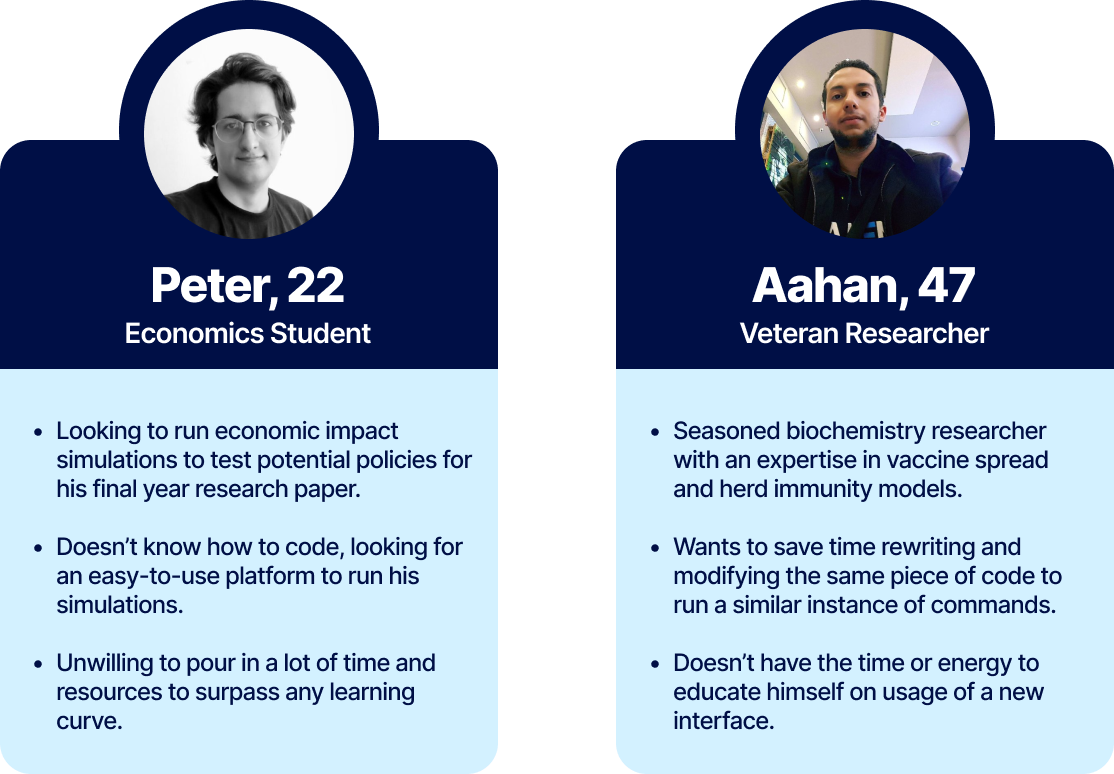 Peter, 22
Economics Student
• Looking to run economic impact
simulations to test potential policies for
his final year research paper.
• Doesn’t know how to code, looking for
an easy-to-use platform to run his
simulations.
• Unwilling to pour in a lot of time and
resources to surpass any learning
curve.
Aahan, 47
Veteran Researcher
• Seasoned biochemistry researcher
with an expertise in vaccine spread
and herd immunity models.
• Wants to save time rewriting and
modifying the same piece of code to
run a similar instance of commands.
• Doesn’t have the time or energy to
educate himself on usage of a new
interface.